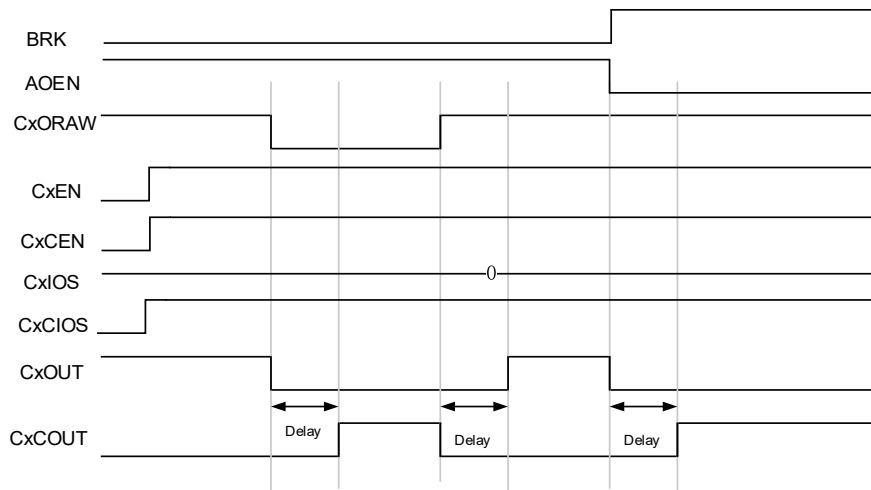 BRK
AOEN
CxORAW
CxEN
CxCEN
CxIOS
0
CxCIOS
CxOUT
CxCOUT
Delay
Delay
Delay